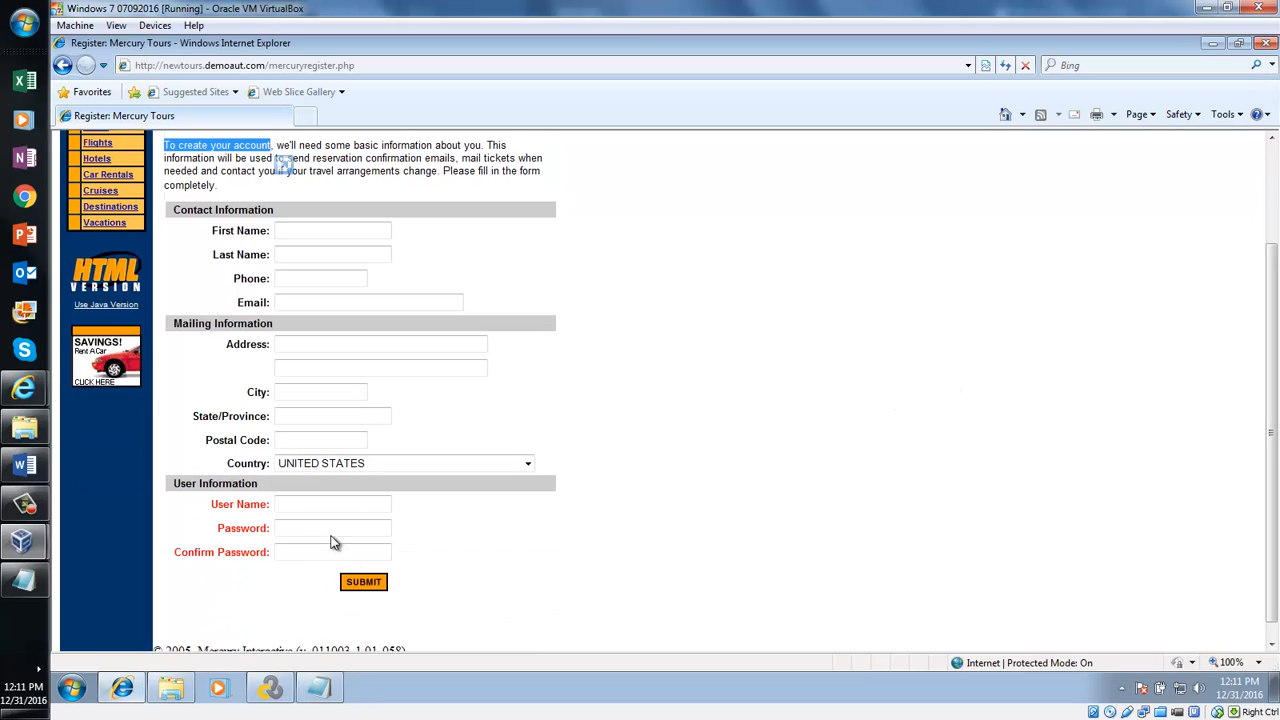 Windows 7 07092016 [Running] - Oracle VM VirtualBox
Machine View Devices Help
Register: Mercury Tours - Windows Internet Explorer
http://newtours.demoaut.com/mercuryregister.php
Bing
Favorites Suggested Sites Web Slice Gallery
Register: Mercury Tours
Page Safety Tools
To create your account, we'll need some basic information about you. This
information will be used to send reservation confirmation emails, mail tickets when
needed and contact you if your travel arrangements change. Please fill in the form
completely.
Flights
Hotels
Car Rentals
Cruises
Destinations
Vacations
HTML
VERSION
Use Java Version
SAVINGS!
Rent A Car
CLICK HERE
Contact Information
First Name:
Last Name:
Phone:
Email:
Mailing Information
Address:
City:
State/Province:
Postal Code:
Country: UNITED STATES
User Information
User Name:
Password:
Confirm Password:
SUBMIT
Internet | Protected Mode: On
100%
12:11 PM
12/31/2016
12:11 PM
12/31/2016
Right Ctrl